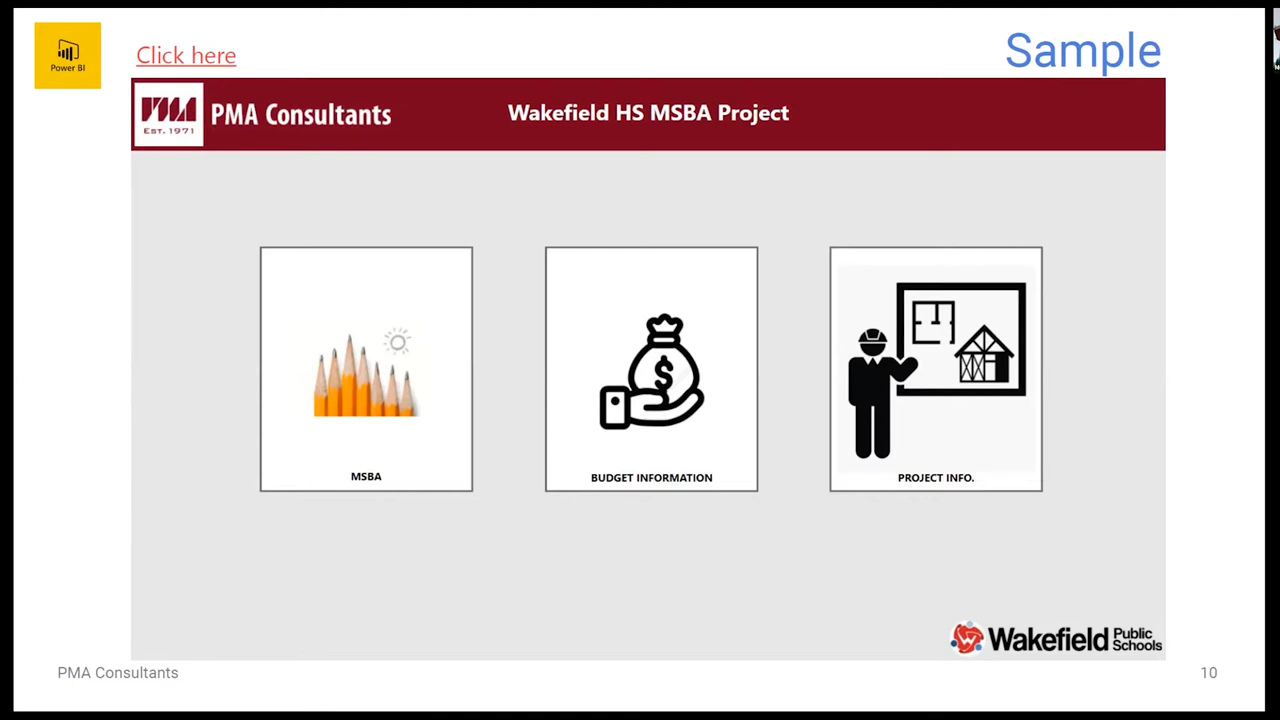 Power BI
Click here
Sample
PMA
EST. 1971
PMA Consultants
Wakefield HS MSBA Project
$
MSBA
BUDGET INFORMATION
PROJECT INFO.
W
Wakefield Public Schools
PMA Consultants
10